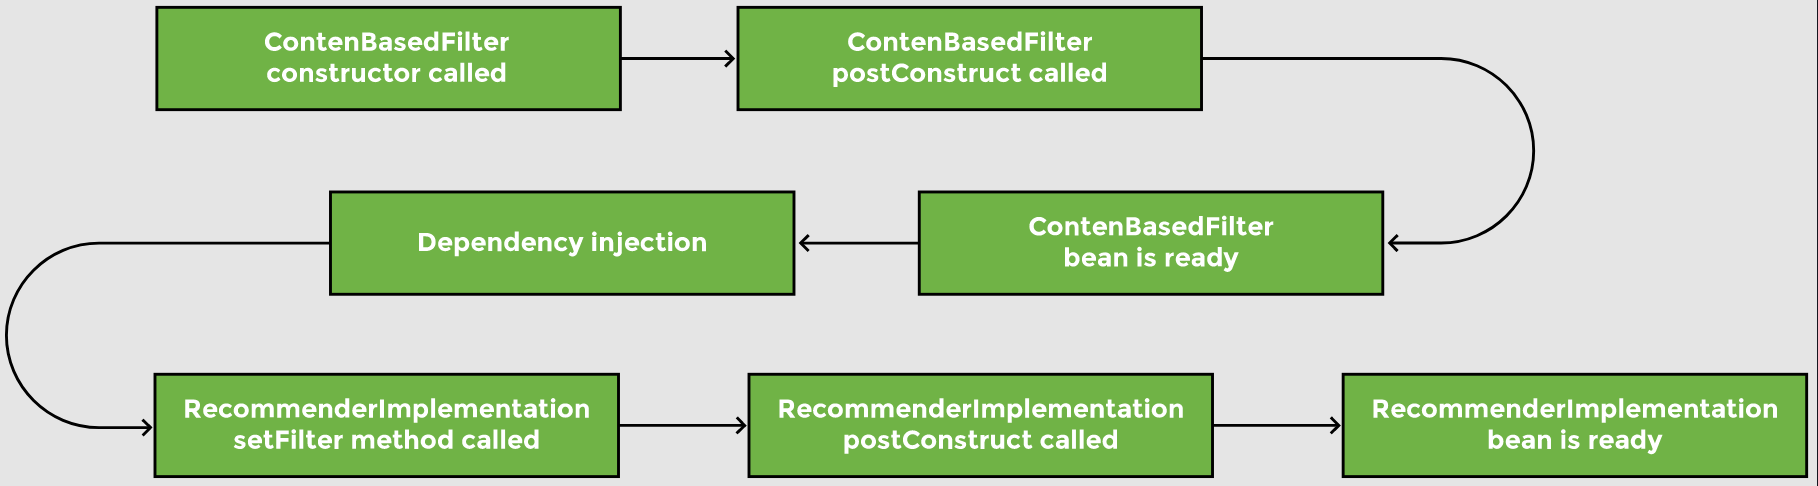 ContenBasedFilter
constructor called
ContenBasedFilter
postConstruct called
ContenBasedFilter
bean is ready
Dependency injection
RecommenderImplementation
setFilter method called
RecommenderImplementation
postConstruct called
RecommenderImplementation
bean is ready